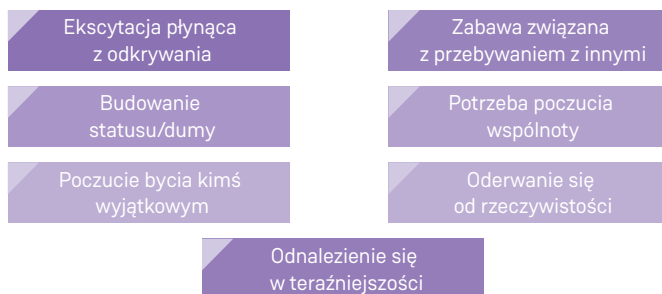 Ekscytacja płynąca
z odkrywania
Zabawa związana
z przebywaniem z innymi
Budowanie
statusu/dumy
Potrzeba poczucia
wspólnoty
Poczucie bycia kimś
wyjątkowym
Oderwanie się
od rzeczywistości
Odnalezienie się
w teraźniejszości